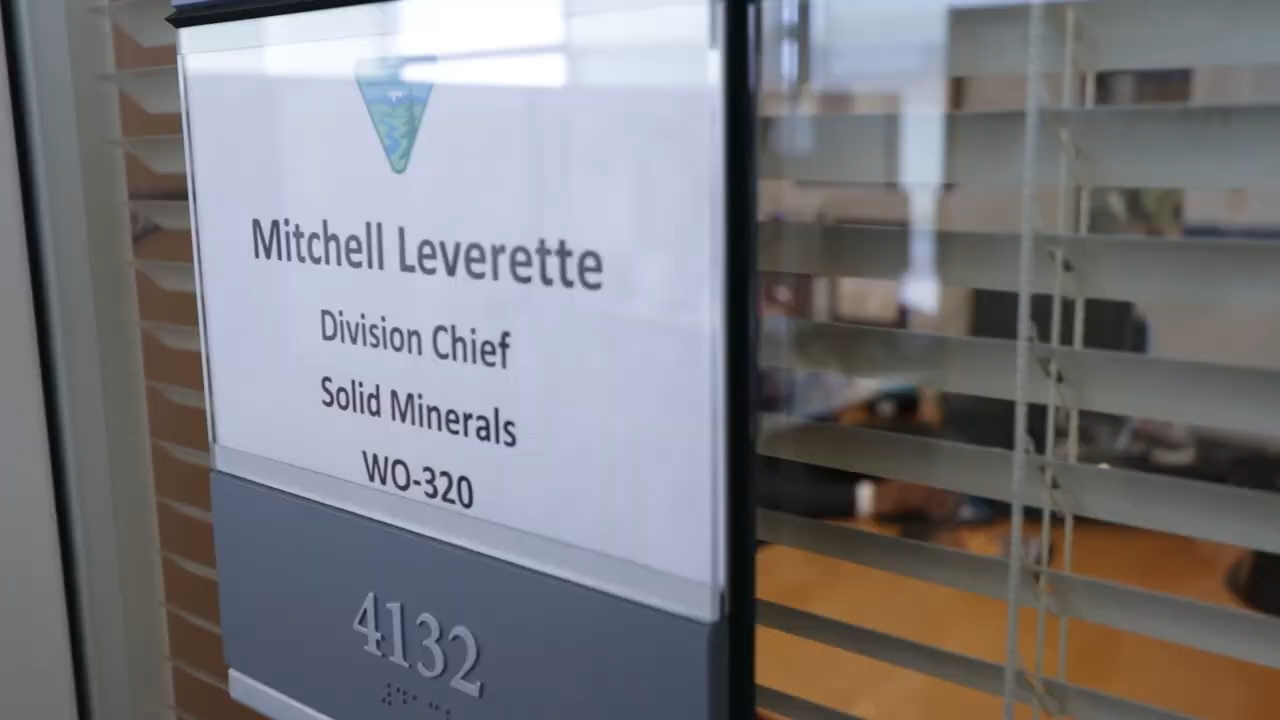 Mitchell Leverette
Division Chief
Solid Minerals
WO-320
4132